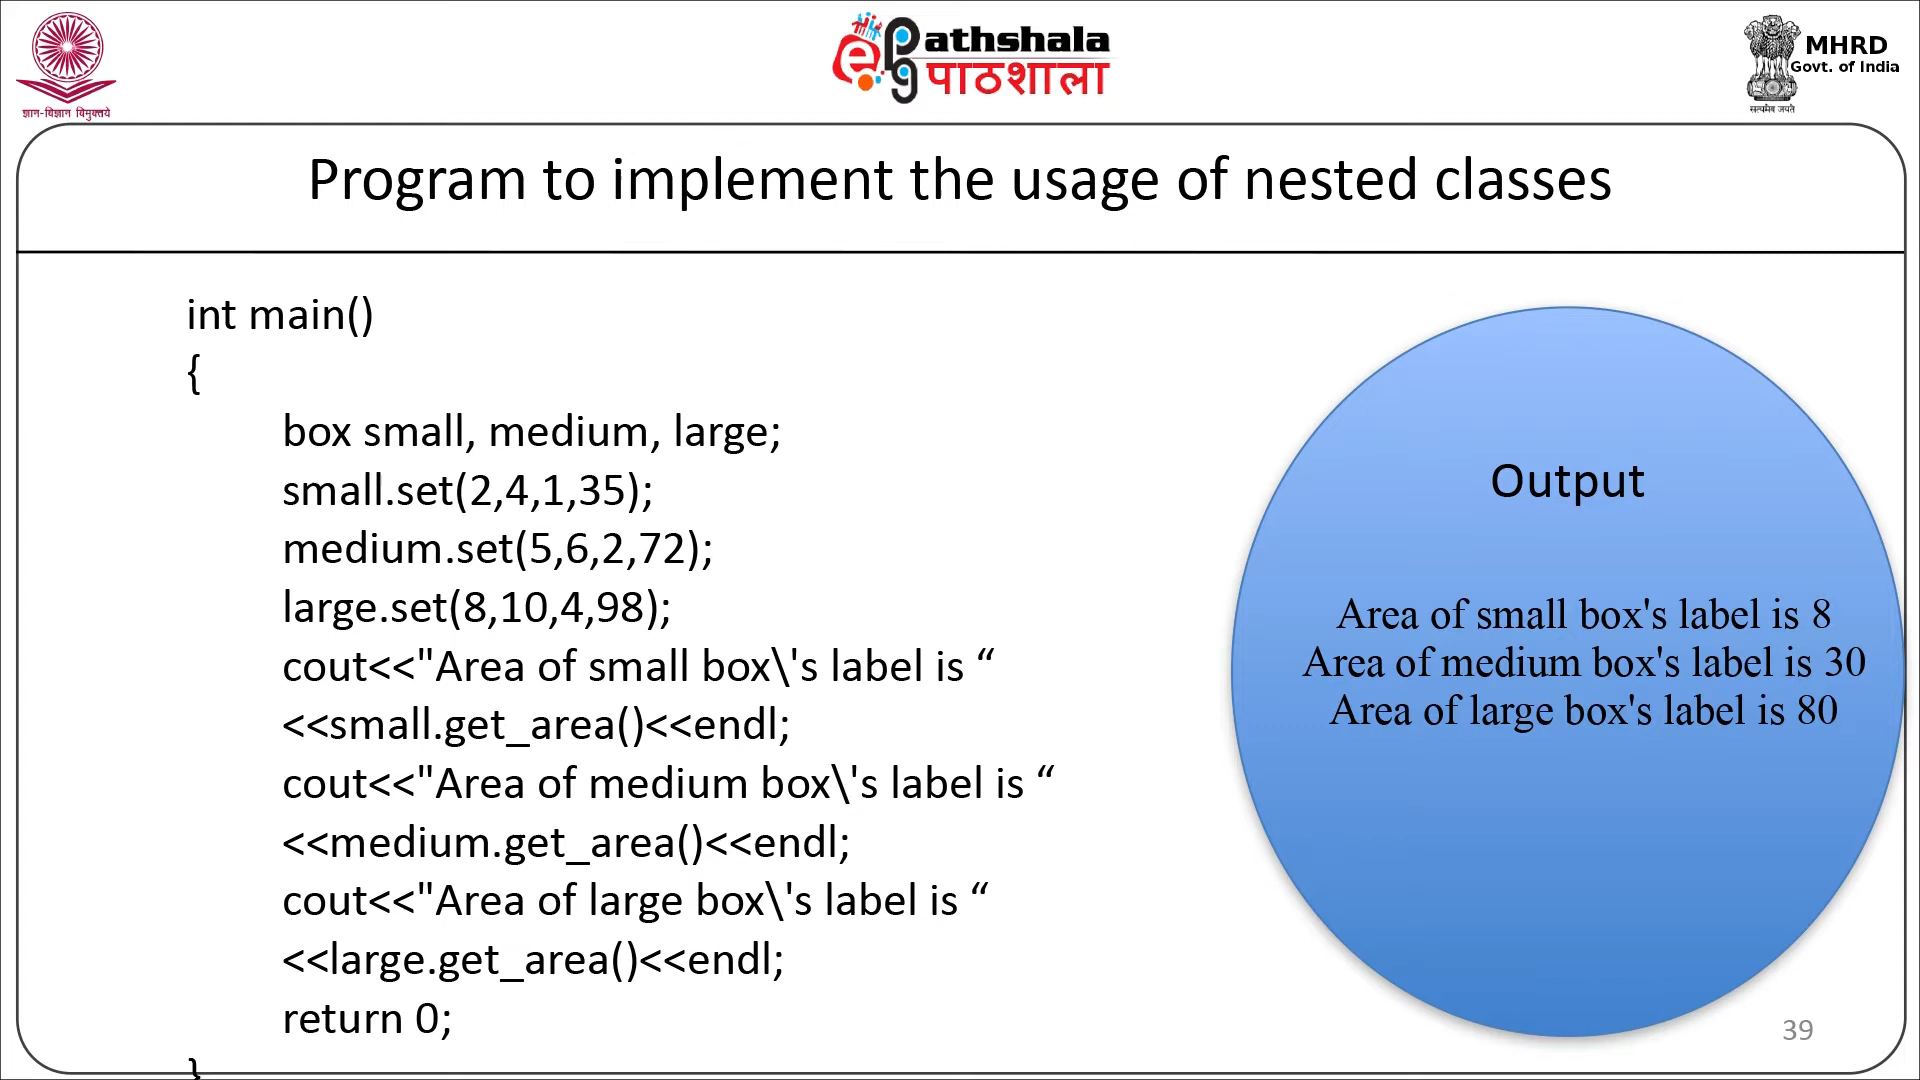 ज्ञान-विज्ञान विमुक्तये
ePathshala
पाठशाला
MHRD
Govt. of India
सत्यमेव जयते
Program to implement the usage of nested classes
int main()
{
box small, medium, large;
small.set(2,4,1,35);
medium.set(5,6,2,72);
large.set(8,10,4,98);
cout<<"Area of small box\'s label is “
<<small.get_area()<<endl;
cout<<"Area of medium box\'s label is “
<<medium.get_area()<<endl;
cout<<"Area of large box\'s label is “
<<large.get_area()<<endl;
return 0;
}
Output
Area of small box's label is 8
Area of medium box's label is 30
Area of large box's label is 80
39